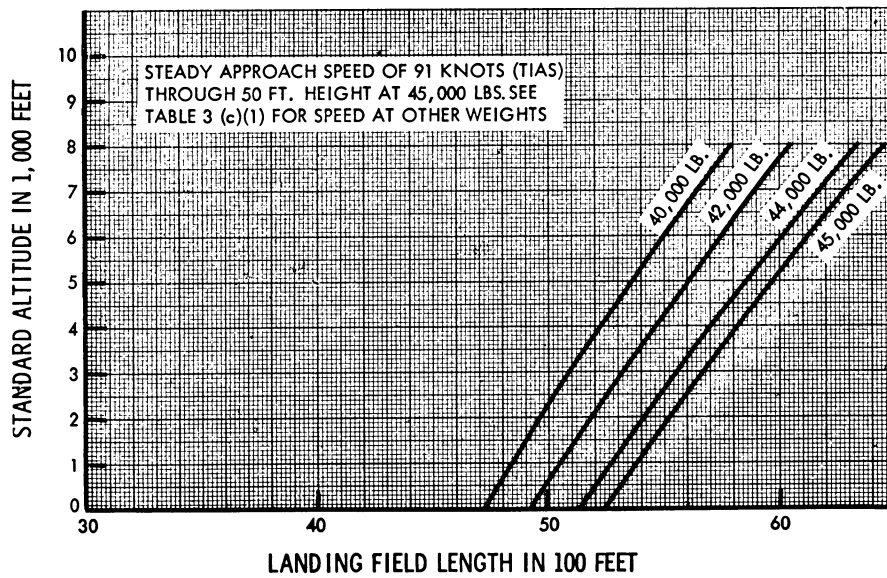 10
9
8
7
6
5
4
3
2
1
0
STANDARD ALTITUDE IN 1,000 FEET
STEADY APPROACH SPEED OF 91 KNOTS (TIAS)
THROUGH 50 FT. HEIGHT AT 45,000 LBS. SEE
TABLE 3 (c)(1) FOR SPEED AT OTHER WEIGHTS
40,000 LB.
42,000 LB.
44,000 LB.
45,000 LB.
30
40
50
60
LANDING FIELD LENGTH IN 100 FEET